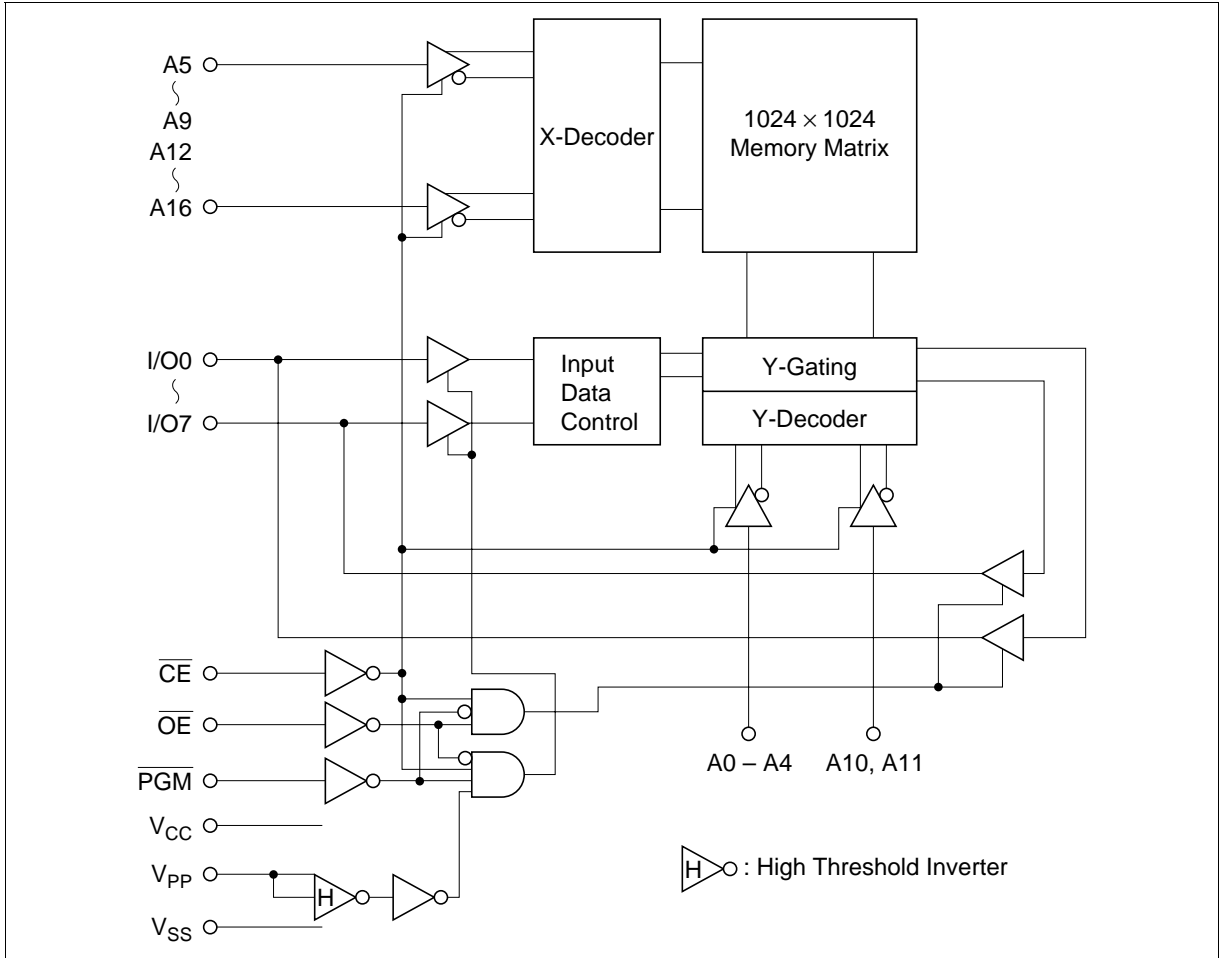 A5
A9
A12
A16
X-Decoder
1024 × 1024
Memory Matrix
I/O0
I/O7
Input
Data
Control
Y-Gating
Y-Decoder
CE
OE
PGM
VCC
VPP
VSS
H
A0 – A4
A10, A11
H : High Threshold Inverter